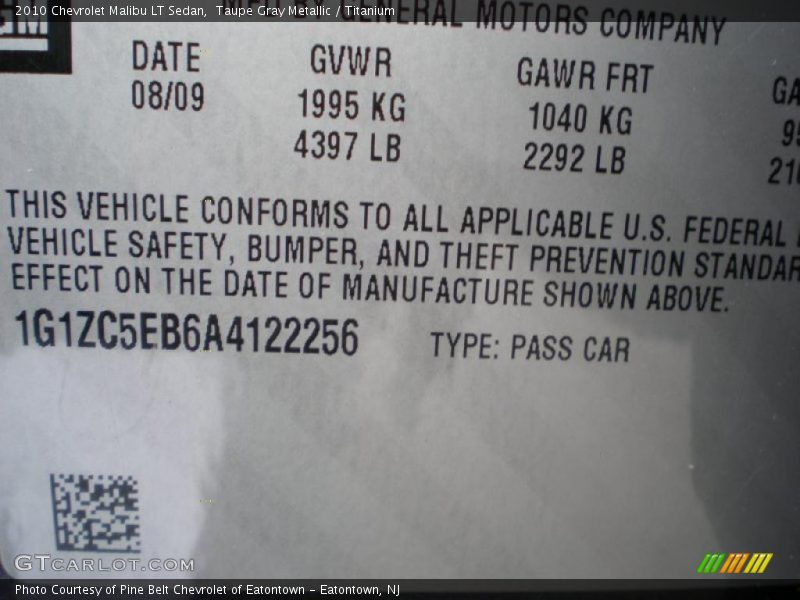 2010 Chevrolet Malibu LT Sedan, Taupe Gray Metallic / Titanium
GM MFD BY GENERAL MOTORS COMPANY
DATE GVWR GAWR FRT
08/09 1995 KG 1040 KG
4397 LB 2292 LB
THIS VEHICLE CONFORMS TO ALL APPLICABLE U.S. FEDERAL
VEHICLE SAFETY, BUMPER, AND THEFT PREVENTION STANDAR
EFFECT ON THE DATE OF MANUFACTURE SHOWN ABOVE.
1G1ZC5EB6A4122256 TYPE: PASS CAR
GTCARLOT.COM
Photo Courtesy of Pine Belt Chevrolet of Eatontown – Eatontown, NJ